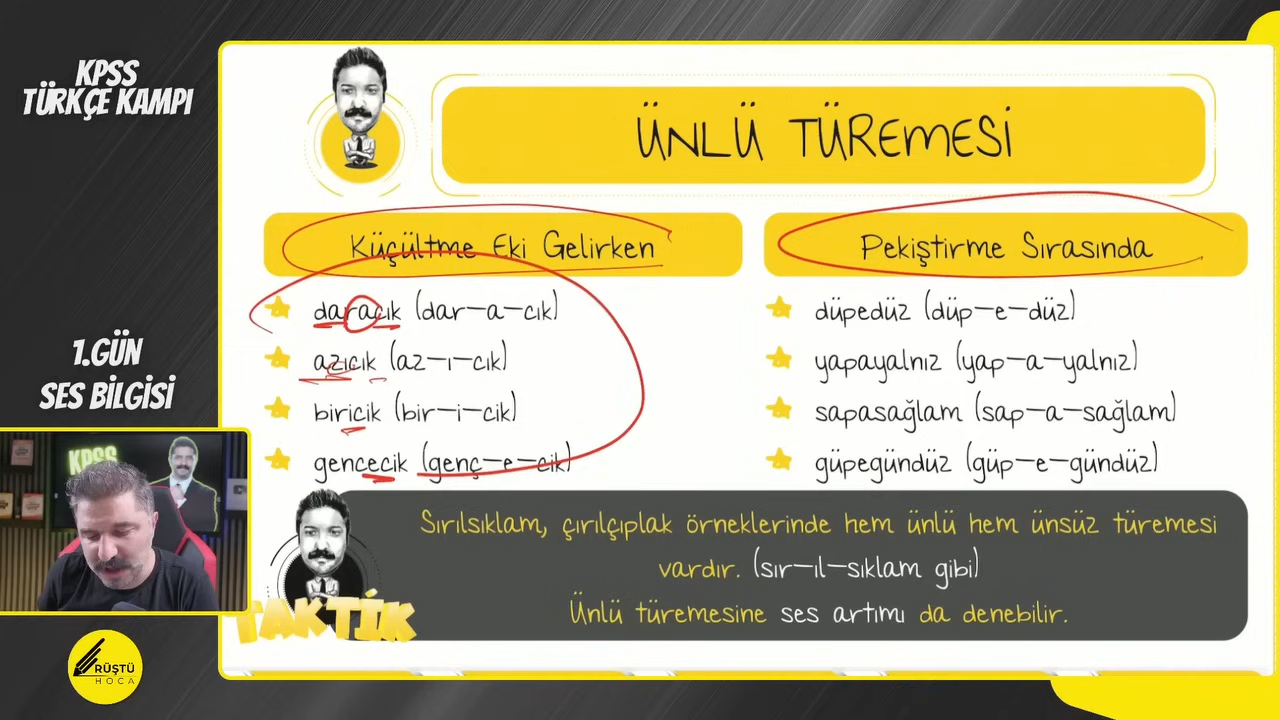 KPSS
TÜRKÇE KAMPI
1.GÜN
SES BİLGİSİ
KPSS
RÜŞTÜ
HOCA
ÜNLÜ TÜREMESİ
Küçültme Eki Gelirken
daracık (dar-a-cık)
azıcık (az-ı-cık)
biricik (bir-i-cik)
gencecik (genç-e-cik)
Pekiştirme Sırasında
düpedüz (düp-e-düz)
yapayalnız (yap-a-yalnız)
sapasağlam (sap-a-sağlam)
güpegündüz (güp-e-gündüz)
TAKTİK
Sırılsıklam, çırılçıplak örneklerinde hem ünlü hem ünsüz türemesi
vardır. (sır-ıl-sıklam gibi)
Ünlü türemesine ses artımı da denebilir.